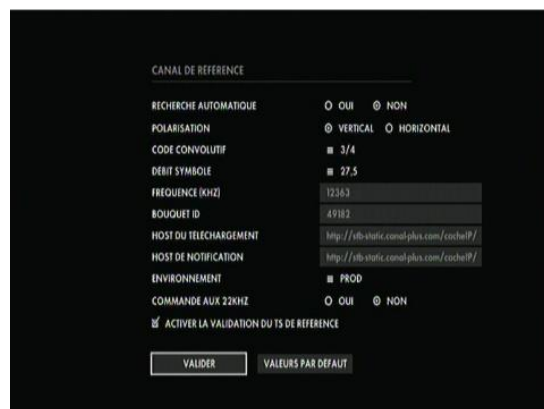 CANAL DE REFERENCE
RECHERCHE AUTOMATIQUE OUI NON
POLARISATION VERTICAL HORIZONTAL
CODE CONVOLUTIF 3/4
DEBIT SYMBOLE 27,5
FREQUENCE (KHZ) 12363
BOUQUET ID 49182
HOST DU TELECHARGEMENT http://stb-static.canal-plus.com/cacheIP/
HOST DE NOTIFICATION http://stb-static.canal-plus.com/cacheIP/
ENVIRONNEMENT PROD
COMMANDE AUX 22KHZ OUI NON
ACTIVER LA VALIDATION DU TS DE REFERENCE
VALIDER VALEURS PAR DEFAUT